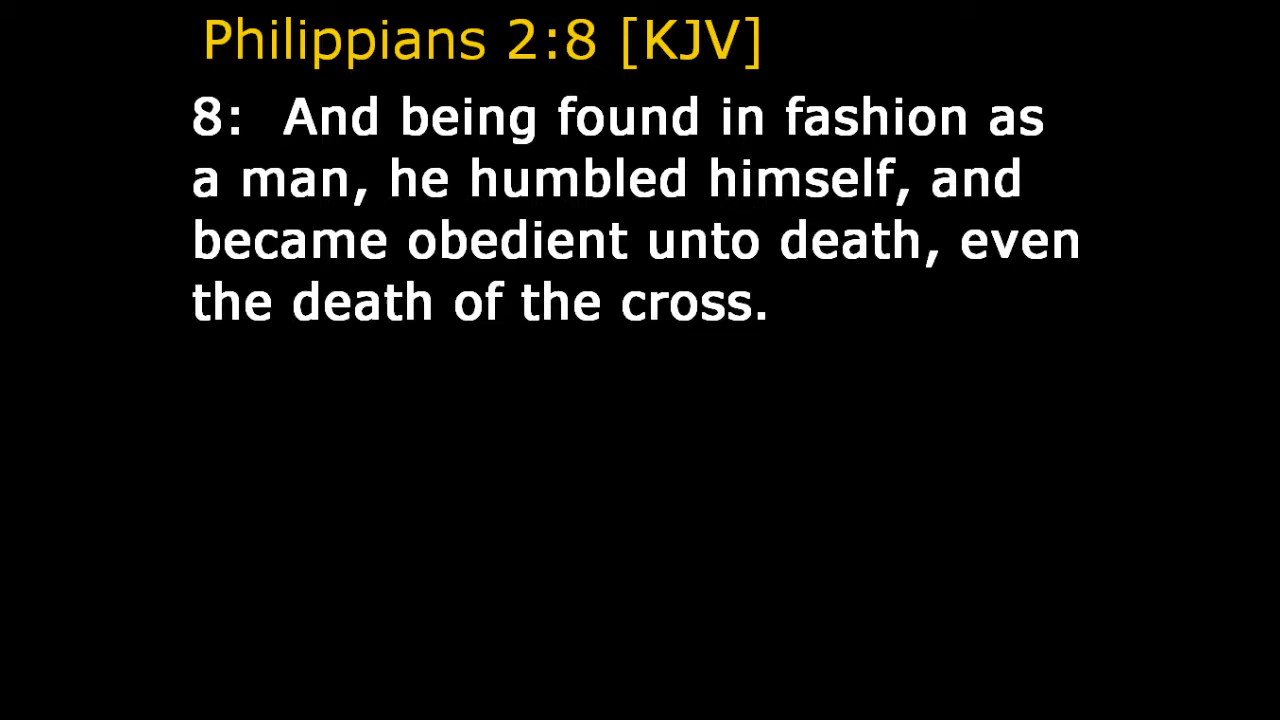 Philippians 2:8 [KJV]
8: And being found in fashion as
a man, he humbled himself, and
became obedient unto death, even
the death of the cross.